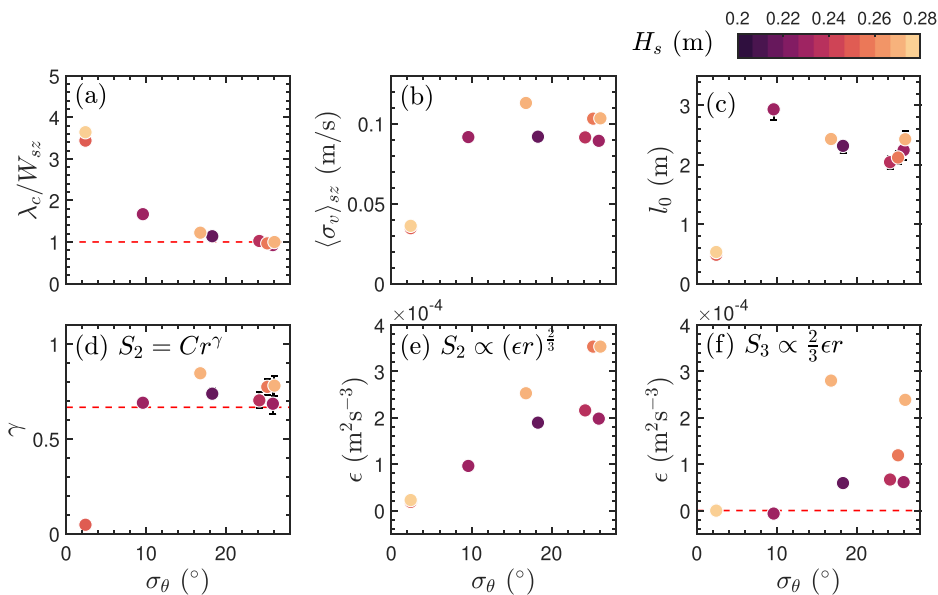 0.2 0.22 0.24 0.26 0.28
H_s (m)
(a)
5
4
3
2
1
0
λ_c/W_sz
(b)
0.1
0.05
0
⟨σ_v⟩_sz (m/s)
(c)
3
2
1
0
l_0 (m)
(d) S_2 = Cr^γ
1
0.5
0
γ
0 10 20
σ_θ (°)
×10^-4
(e) S_2 ∝ (ϵr)^{2/3}
4
3
2
1
0
ϵ (m²s⁻³)
0 10 20
σ_θ (°)
×10^-4
(f) S_3 ∝ 2/3 ϵr
4
3
2
1
0
ϵ (m²s⁻³)
0 10 20
σ_θ (°)